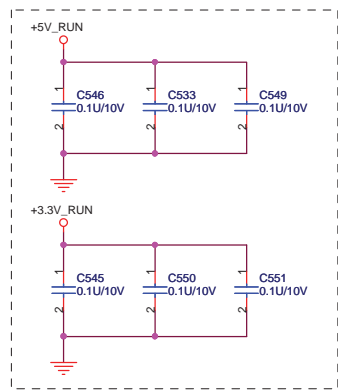 +5V_RUN
1 1 1
C546 C533 C549
0.1U/10V 0.1U/10V 0.1U/10V
2 2 2
+3.3V_RUN
1 1 1
C545 C550 C551
0.1U/10V 0.1U/10V 0.1U/10V
2 2 2